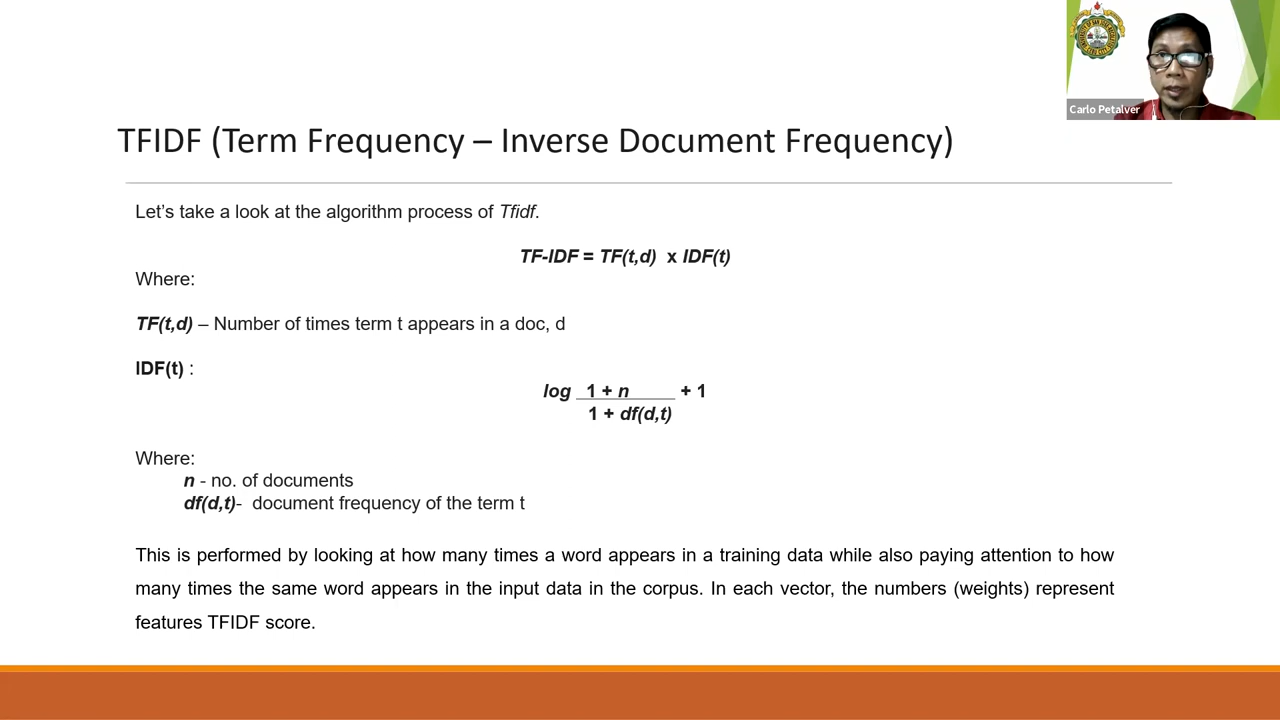 Carlo Petalver
TFIDF (Term Frequency – Inverse Document Frequency)
Let's take a look at the algorithm process of Tfidf.
TF-IDF = TF(t,d) x IDF(t)
Where:
TF(t,d) – Number of times term t appears in a doc, d
IDF(t) :
log 1 + n + 1
1 + df(d,t)
Where:
n - no. of documents
df(d,t)- document frequency of the term t
This is performed by looking at how many times a word appears in a training data while also paying attention to how
many times the same word appears in the input data in the corpus. In each vector, the numbers (weights) represent
features TFIDF score.